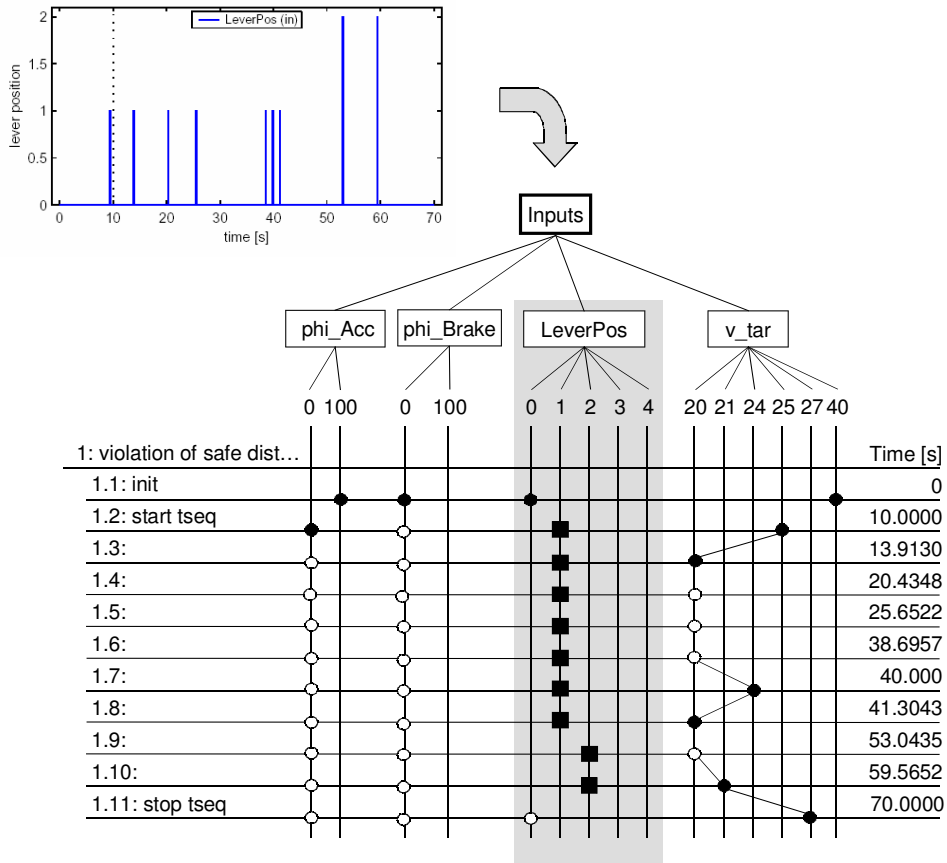 LeverPos (in)
2
1.5
1
0.5
0
lever position
0 10 20 30 40 50 60 70
time [s]
Inputs
phi_Acc phi_Brake LeverPos v_tar
0 100 0 100 0 1 2 3 4 20 21 24 25 27 40
1: violation of safe dist… Time [s]
1.1: init 0
1.2: start tseq 10.0000
1.3: 13.9130
1.4: 20.4348
1.5: 25.6522
1.6: 38.6957
1.7: 40.000
1.8: 41.3043
1.9: 53.0435
1.10: 59.5652
1.11: stop tseq 70.0000